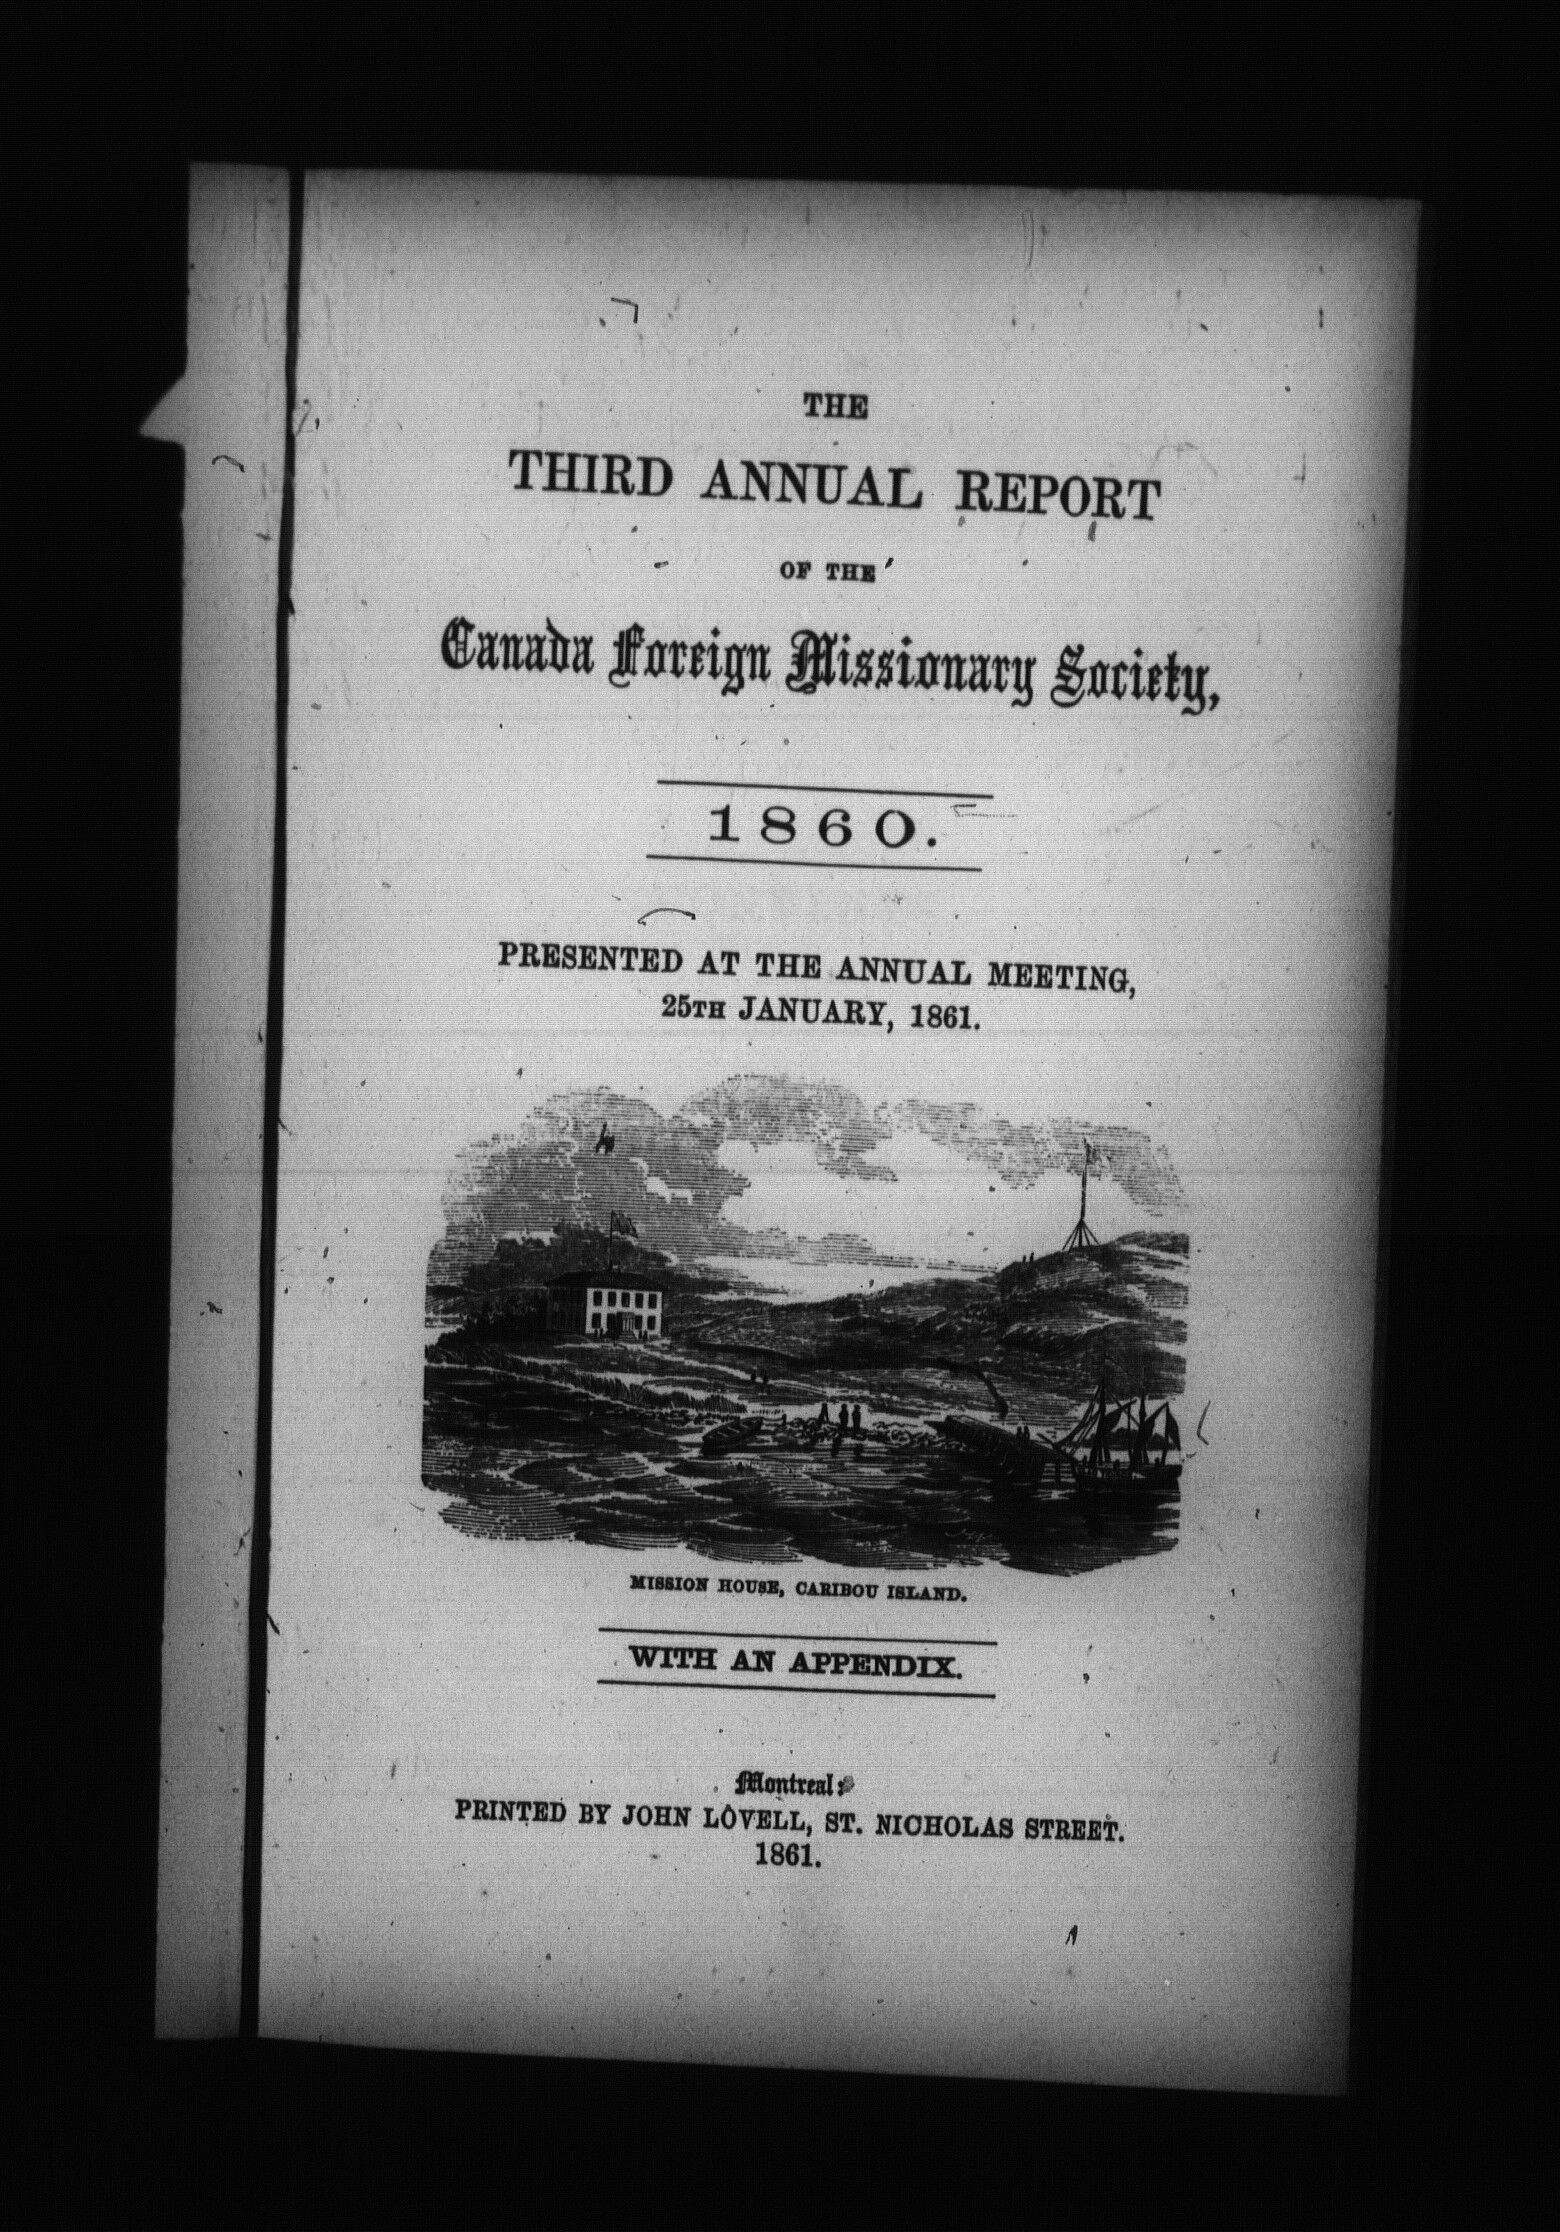 THE
THIRD ANNUAL REPORT
OF THE
Canada Foreign Missionary Society,
1860.
PRESENTED AT THE ANNUAL MEETING,
25TH JANUARY, 1861.
MISSION HOUSE, CARIBOU ISLAND.
WITH AN APPENDIX.
Montreal:
PRINTED BY JOHN LOVELL, ST. NICHOLAS STREET.
1861.